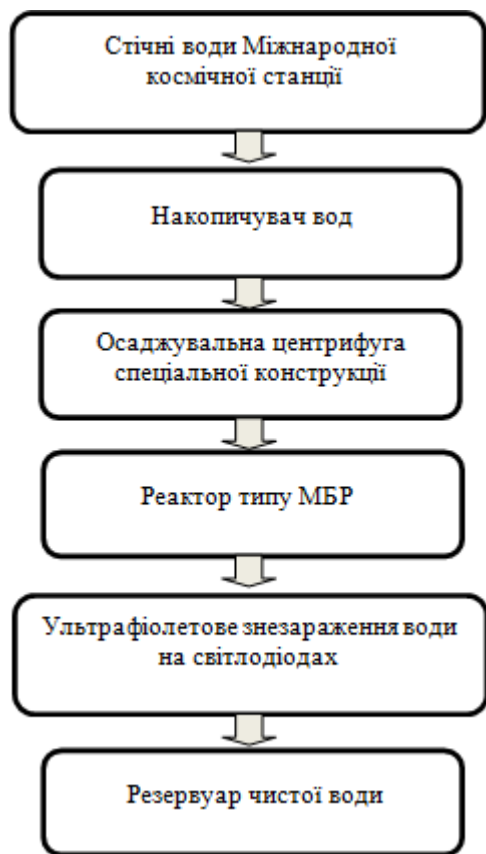 Стічні води Міжнародної
космічної станції
Накопичувач вод
Осаджувальна центрифуга
спеціальної конструкції
Реактор типу МБР
Ультрафіолетове знезараження води
на світлодіодах
Резервуар чистої води